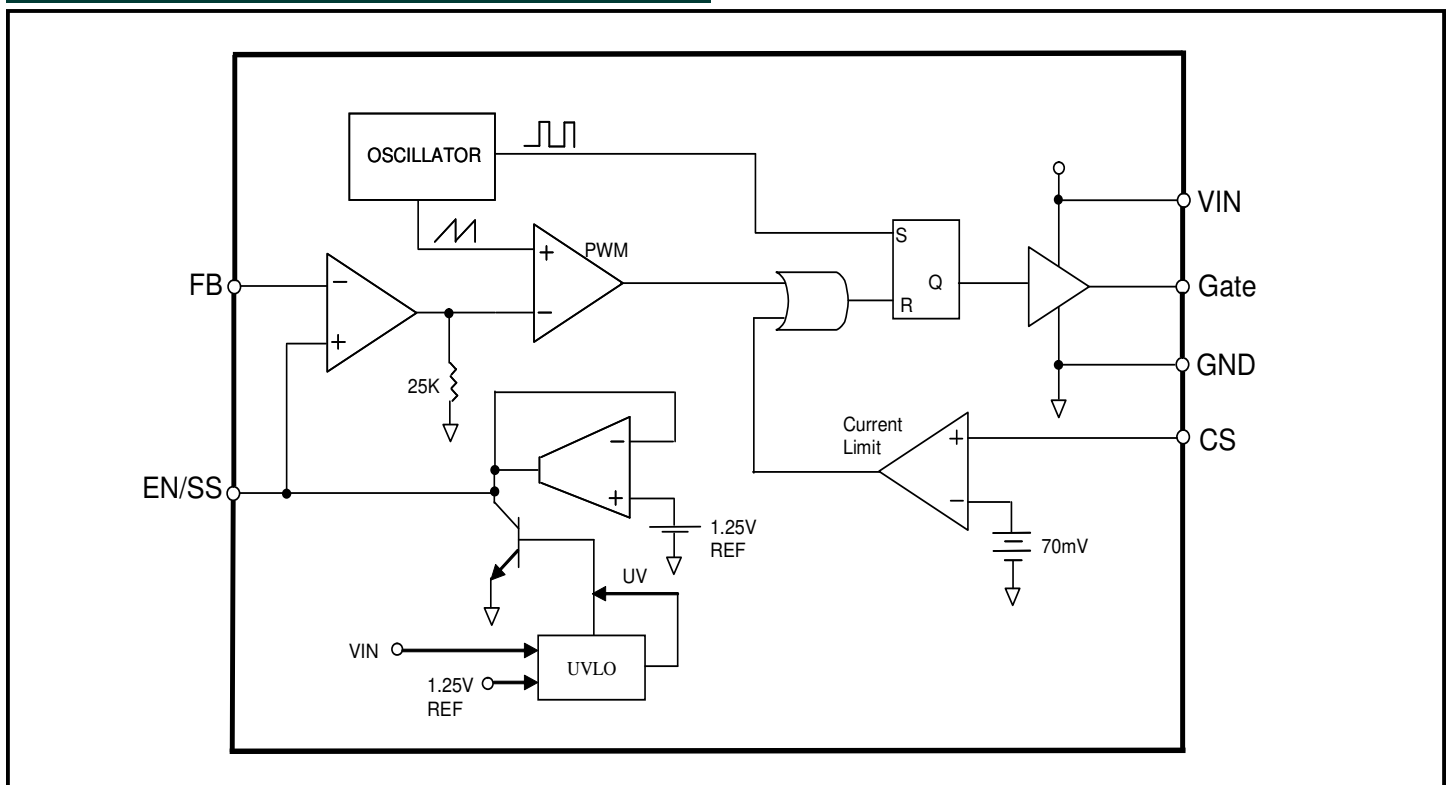 OSCILLATOR
VIN
S
PWM
+
FB
−
Q
Gate
R
−
+
GND
25K
Current
Limit
+
CS
−
EN/SS
+
−
1.25V
REF
70mV
UV
VIN
UVLO
1.25V
REF